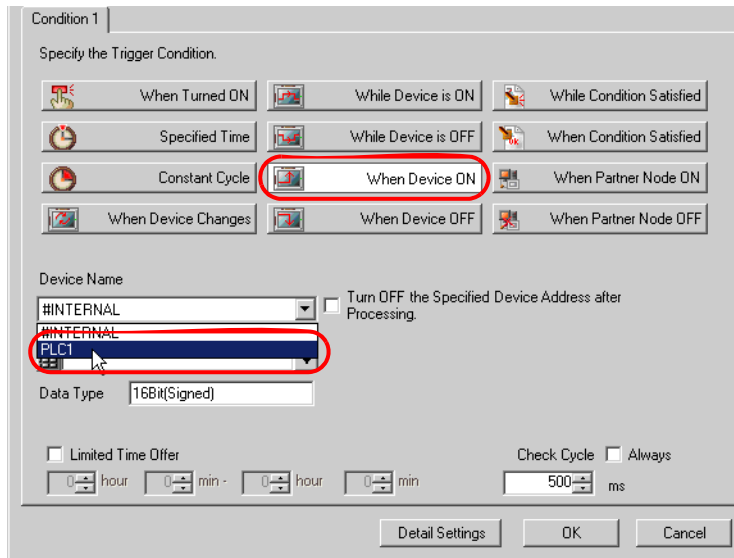 Condition 1
Specify the Trigger Condition.
When Turned ON
While Device is ON
While Condition Satisfied
Specified Time
While Device is OFF
When Condition Satisfied
Constant Cycle
When Device ON
When Partner Node ON
When Device Changes
When Device OFF
When Partner Node OFF
Device Name
#INTERNAL
Turn OFF the Specified Device Address after
Processing.
#INTERNAL
PLC1
Data Type 16Bit(Signed)
Limited Time Offer
Check Cycle Always
0 hour 0 min - 0 hour 0 min
500 ms
Detail Settings OK Cancel